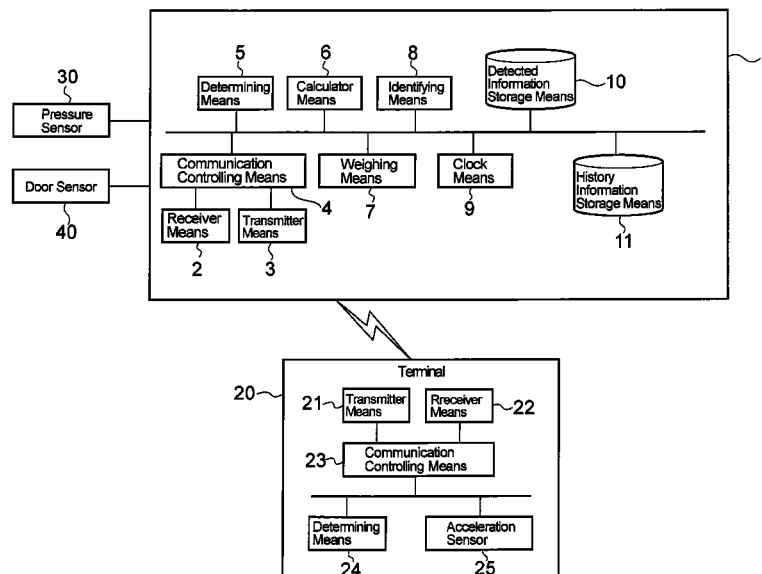 5
6
8
Determining
Means
Calculator
Means
Identifying
Means
Detected
Information
Storage Means
10
30
Pressure
Sensor
Door Sensor
40
Communication
Controlling Means
4
Weighing
Means
7
Clock
Means
9
History
Information
Storage Means
11
Receiver
Means
2
Transmitter
Means
3
Terminal
20
21
Transmitter
Means
Rreceiver
Means
22
23
Communication
Controlling Means
Determining
Means
24
Acceleration
Sensor
25